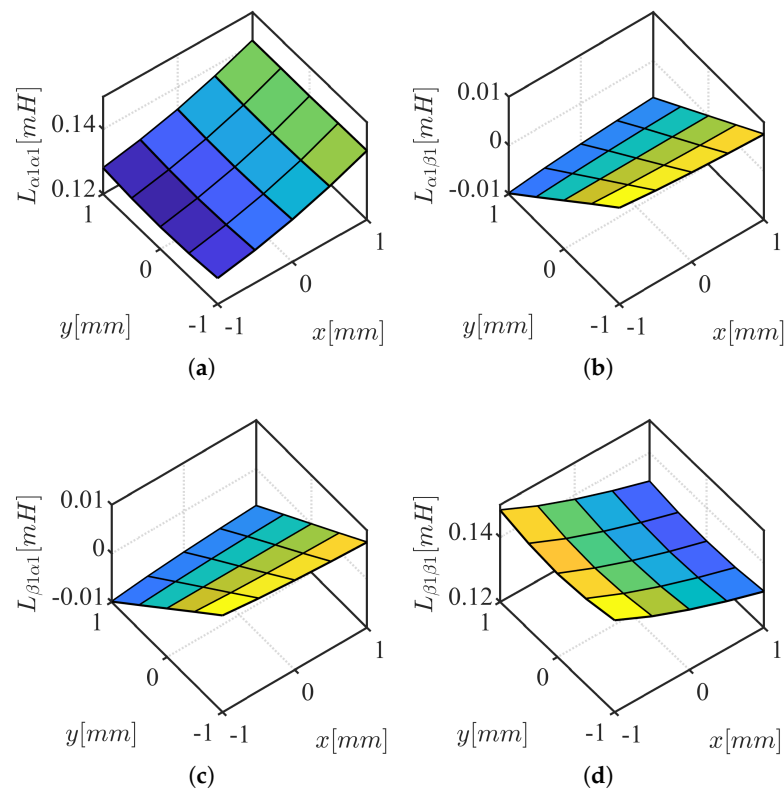 L_{α1α1}[mH]
0.14
0.12
1
0
-1
y[mm]
-1
0
1
x[mm]
(a)
L_{α1β1}[mH]
0.01
0
-0.01
1
0
-1
y[mm]
-1
0
1
x[mm]
(b)
L_{β1α1}[mH]
0.01
0
-0.01
1
0
-1
y[mm]
-1
0
1
x[mm]
(c)
L_{β1β1}[mH]
0.14
0.12
1
0
-1
y[mm]
-1
0
1
x[mm]
(d)